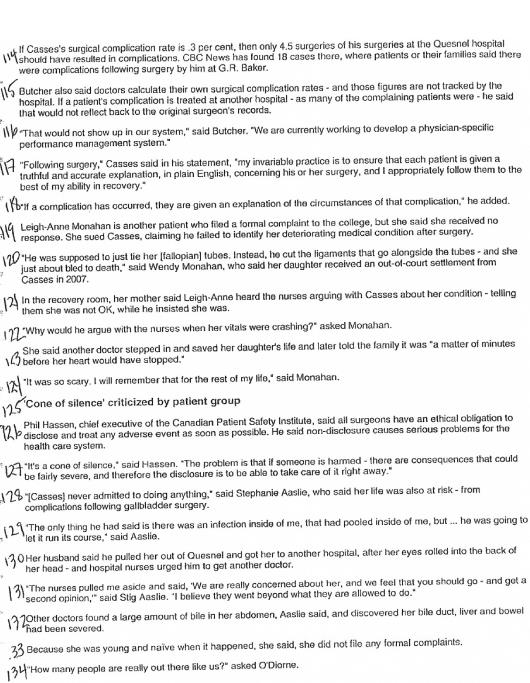 114 If Casses's surgical complication rate is .3 per cent, then only 4.5 surgeries of his surgeries at the Quesnel hospital
should have resulted in complications. CBC News has found 18 cases there, where patients or their families said there
were complications following surgery by him at G.R. Baker.
115 Butcher also said doctors calculate their own surgical complication rates - and those figures are not tracked by the
hospital. If a patient's complication is treated at another hospital - as many of the complaining patients were - he said
that would not reflect back to the original surgeon's records.
116 "That would not show up in our system," said Butcher. "We are currently working to develop a physician-specific
performance management system."
117 "Following surgery," Casses said in his statement, "my invariable practice is to ensure that each patient is given a
truthful and accurate explanation, in plain English, concerning his or her surgery, and I appropriately follow them to the
best of my ability in recovery."
118 "If a complication has occurred, they are given an explanation of the circumstances of that complication," he added.
119 Leigh-Anne Monahan is another patient who filed a formal complaint to the college, but she said she received no
response. She sued Casses, claiming he failed to identify her deteriorating medical condition after surgery.
120 "He was supposed to just tie her [fallopian] tubes. Instead, he cut the ligaments that go alongside the tubes - and she
just about bled to death," said Wendy Monahan, who said her daughter received an out-of-court settlement from
Casses in 2007.
121 In the recovery room, her mother said Leigh-Anne heard the nurses arguing with Casses about her condition - telling
them she was not OK, while he insisted she was.
122 "Why would he argue with the nurses when her vitals were crashing?" asked Monahan.
123 She said another doctor stepped in and saved her daughter's life and later told the family it was "a matter of minutes
before her heart would have stopped."
124 "It was so scary. I will remember that for the rest of my life," said Monahan.
125 'Cone of silence' criticized by patient group
126 Phil Hassen, chief executive of the Canadian Patient Safety Institute, said all surgeons have an ethical obligation to
disclose and treat any adverse event as soon as possible. He said non-disclosure causes serious problems for the
health care system.
127 "It's a cone of silence," said Hassen. "The problem is that if someone is harmed - there are consequences that could
be fairly severe, and therefore the disclosure is to be able to take care of it right away."
128 "[Casses] never admitted to doing anything," said Stephanie Aaslie, who said her life was also at risk - from
complications following gallbladder surgery.
129 "The only thing he had said is there was an infection inside of me, that had pooled inside of me, but ... he was going to
let it run its course," said Aaslie.
130 Her husband said he pulled her out of Quesnel and got her to another hospital, after her eyes rolled into the back of
her head - and hospital nurses urged him to get another doctor.
131 "The nurses pulled me aside and said, 'We are really concerned about her, and we feel that you should go - and get a
second opinion,'" said Stig Aaslie. 'I believe they went beyond what they are allowed to do."
132 Other doctors found a large amount of bile in her abdomen, Aaslie said, and discovered her bile duct, liver and bowel
had been severed.
33 Because she was young and naïve when it happened, she said, she did not file any formal complaints.
134 "How many people are really out there like us?" asked O'Diorne.